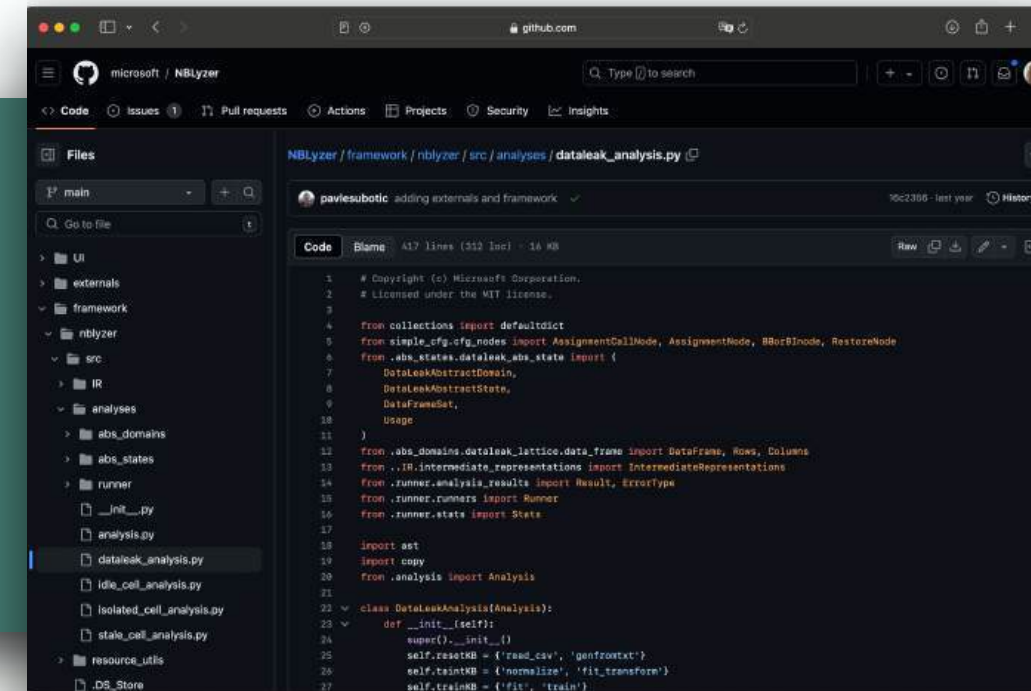 github.com
microsoft / NBLyzer
Type / to search
Code
Issues 1
Pull requests
Actions
Projects
Security
Insights
Files
main
Go to file
t
UI
externals
framework
nblyzer
src
IR
analyses
abs_domains
abs_states
runner
__init__.py
analysis.py
dataleak_analysis.py
idle_cell_analysis.py
isolated_cell_analysis.py
stale_cell_analysis.py
resource_utils
.DS_Store
NBLyzer / framework / nblyzer / src / analyses / dataleak_analysis.py
pavlesubotic adding externals and framework
last year
Histor
Code Blame 417 lines (312 loc) · 16 KB
Raw
1 # Copyright (c) Microsoft Corporation.
2 # Licensed under the MIT license.
3
4 from collections import defaultdict
5 from simple_cfg.cfg_nodes import AssignmentCallNode, AssignmentNode, BBorBInode, RestoreNode
6 from .abs_states.dataleak_abs_state import (
7 DataLeakAbstractDomain,
8 DataLeakAbstractState,
9 DataFrameSet,
10 Usage
11 )
12 from .abs_domains.dataleak_lattice.data_frame import DataFrame, Rows, Columns
13 from ..IR.intermediate_representations import IntermediateRepresentations
14 from .runner.analysis_results import Result, ErrorType
15 from .runner.runners import Runner
16 from .runner.stats import Stats
17
18 import ast
19 import copy
20 from .analysis import Analysis
21
22 class DataLeakAnalysis(Analysis):
23 def __init__(self):
24 super().__init__()
25 self.resetKB = {'read_csv', 'genfromtxt'}
26 self.taintKB = {'normalize', 'fit_transform'}
27 self.trainKB = {'fit', 'train'}